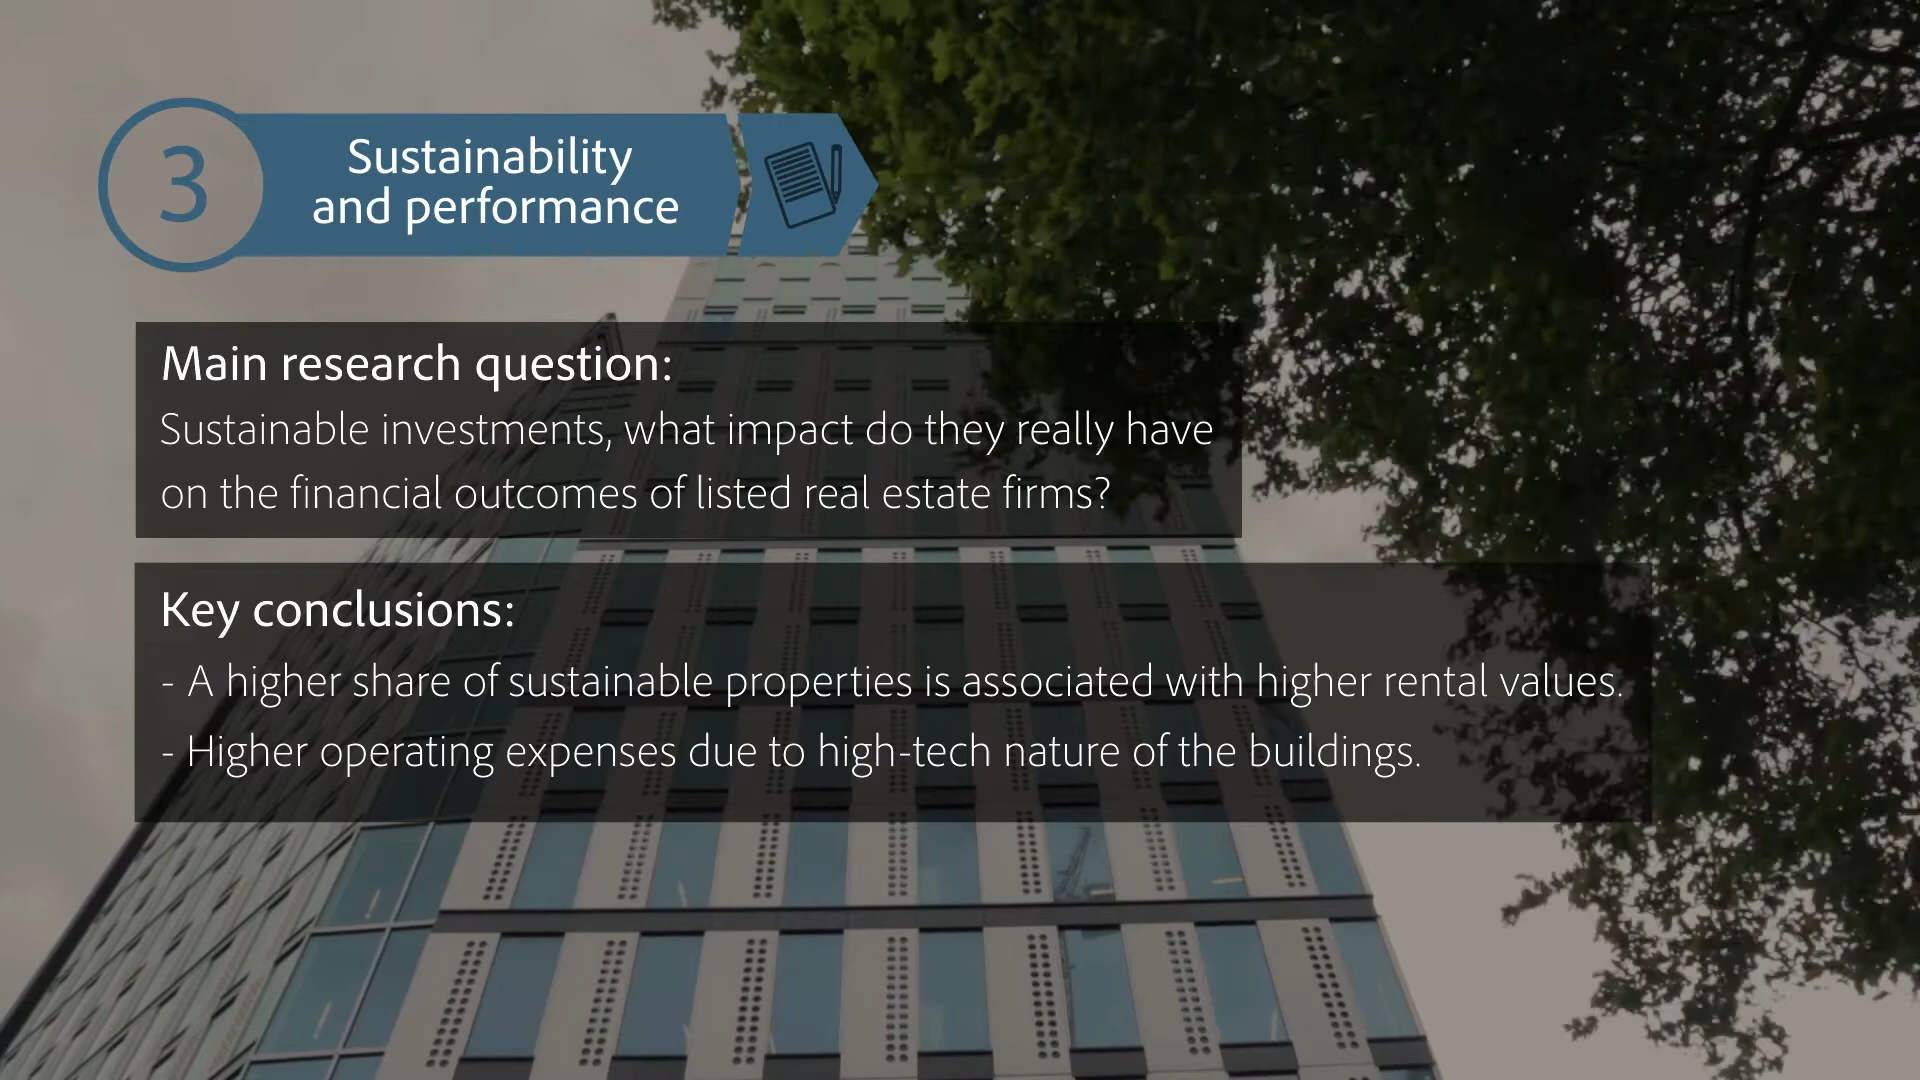 3
Sustainability
and performance
Main research question:
Sustainable investments, what impact do they really have
on the financial outcomes of listed real estate firms?
Key conclusions:
- A higher share of sustainable properties is associated with higher rental values.
- Higher operating expenses due to high-tech nature of the buildings.